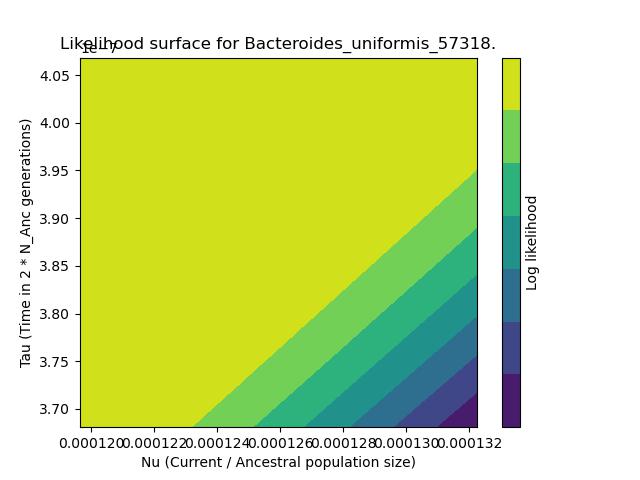 Likelihood surface for Bacteroides_uniformis_57318.
1e−7
4.05
4.00
3.95
3.90
3.85
3.80
3.75
3.70
Tau (Time in 2 * N_Anc generations)
0.000120 0.000122 0.000124 0.000126 0.000128 0.000130 0.000132
Nu (Current / Ancestral population size)
Log likelihood